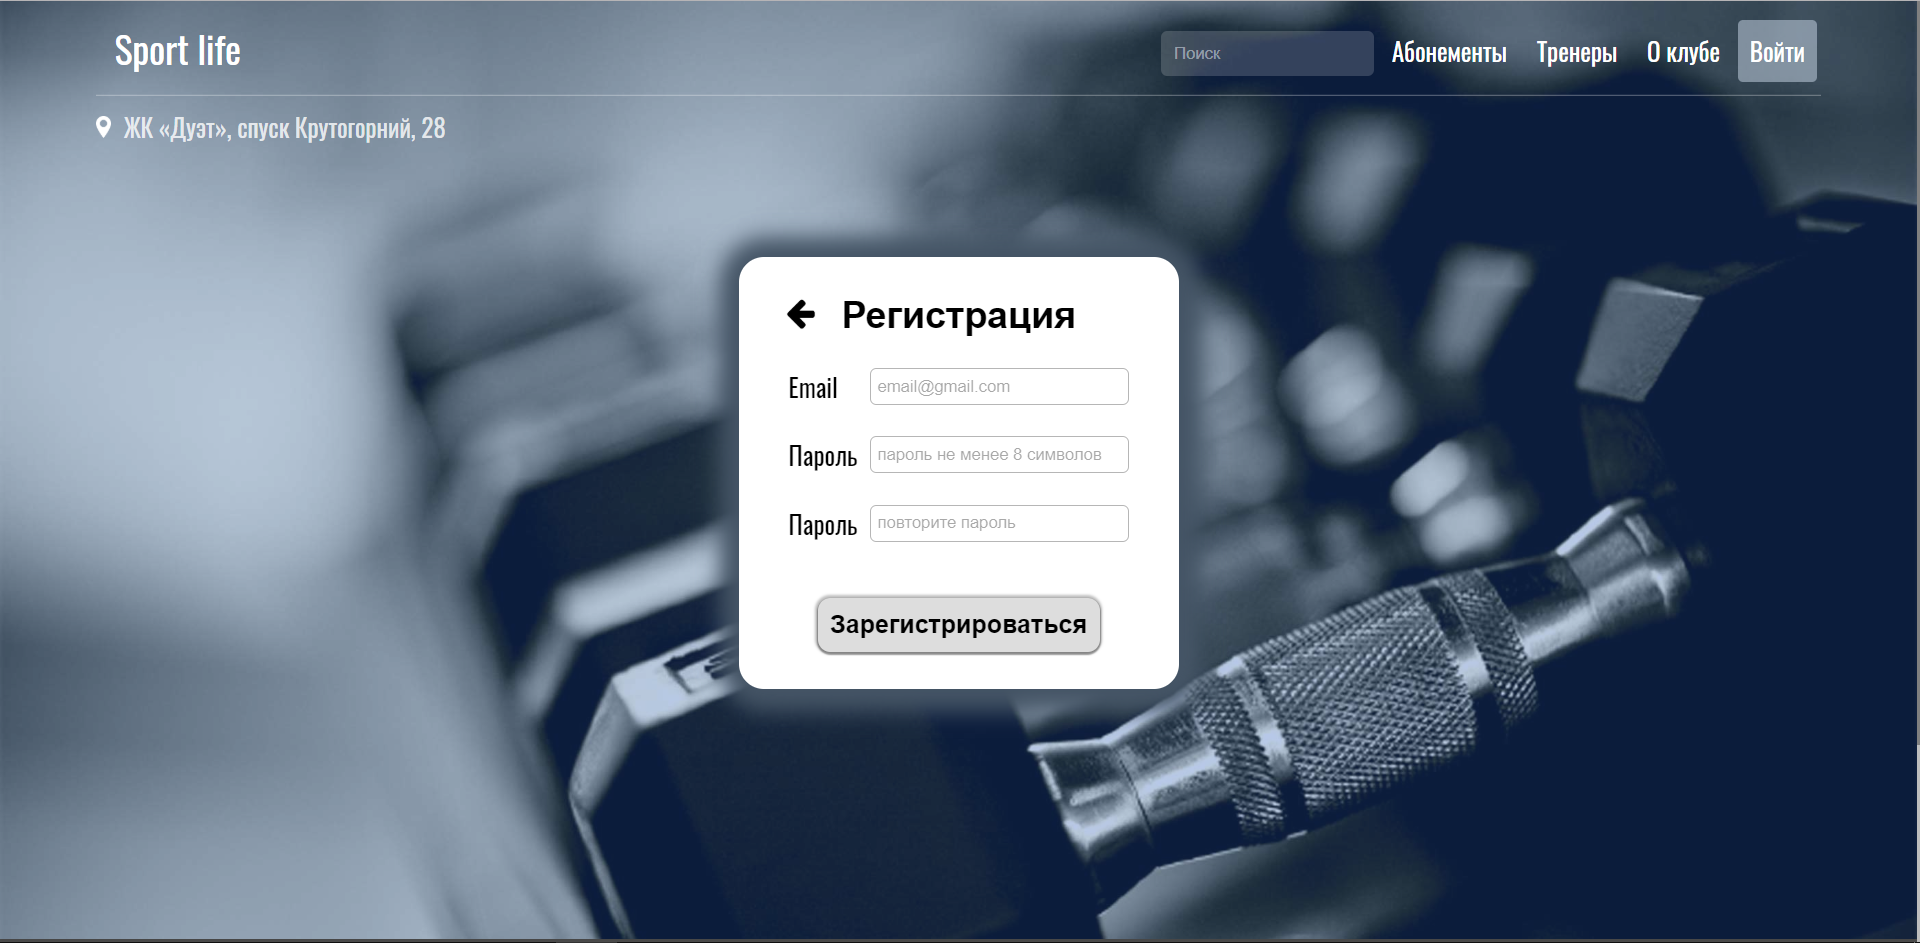 Sport life
Поиск
Абонементы
Тренеры
О клубе
Войти
ЖК «Дуэт», спуск Крутогорний, 28
Регистрация
Email
email@gmail.com
Пароль
пароль не менее 8 символов
Пароль
повторите пароль
Зарегистрироваться